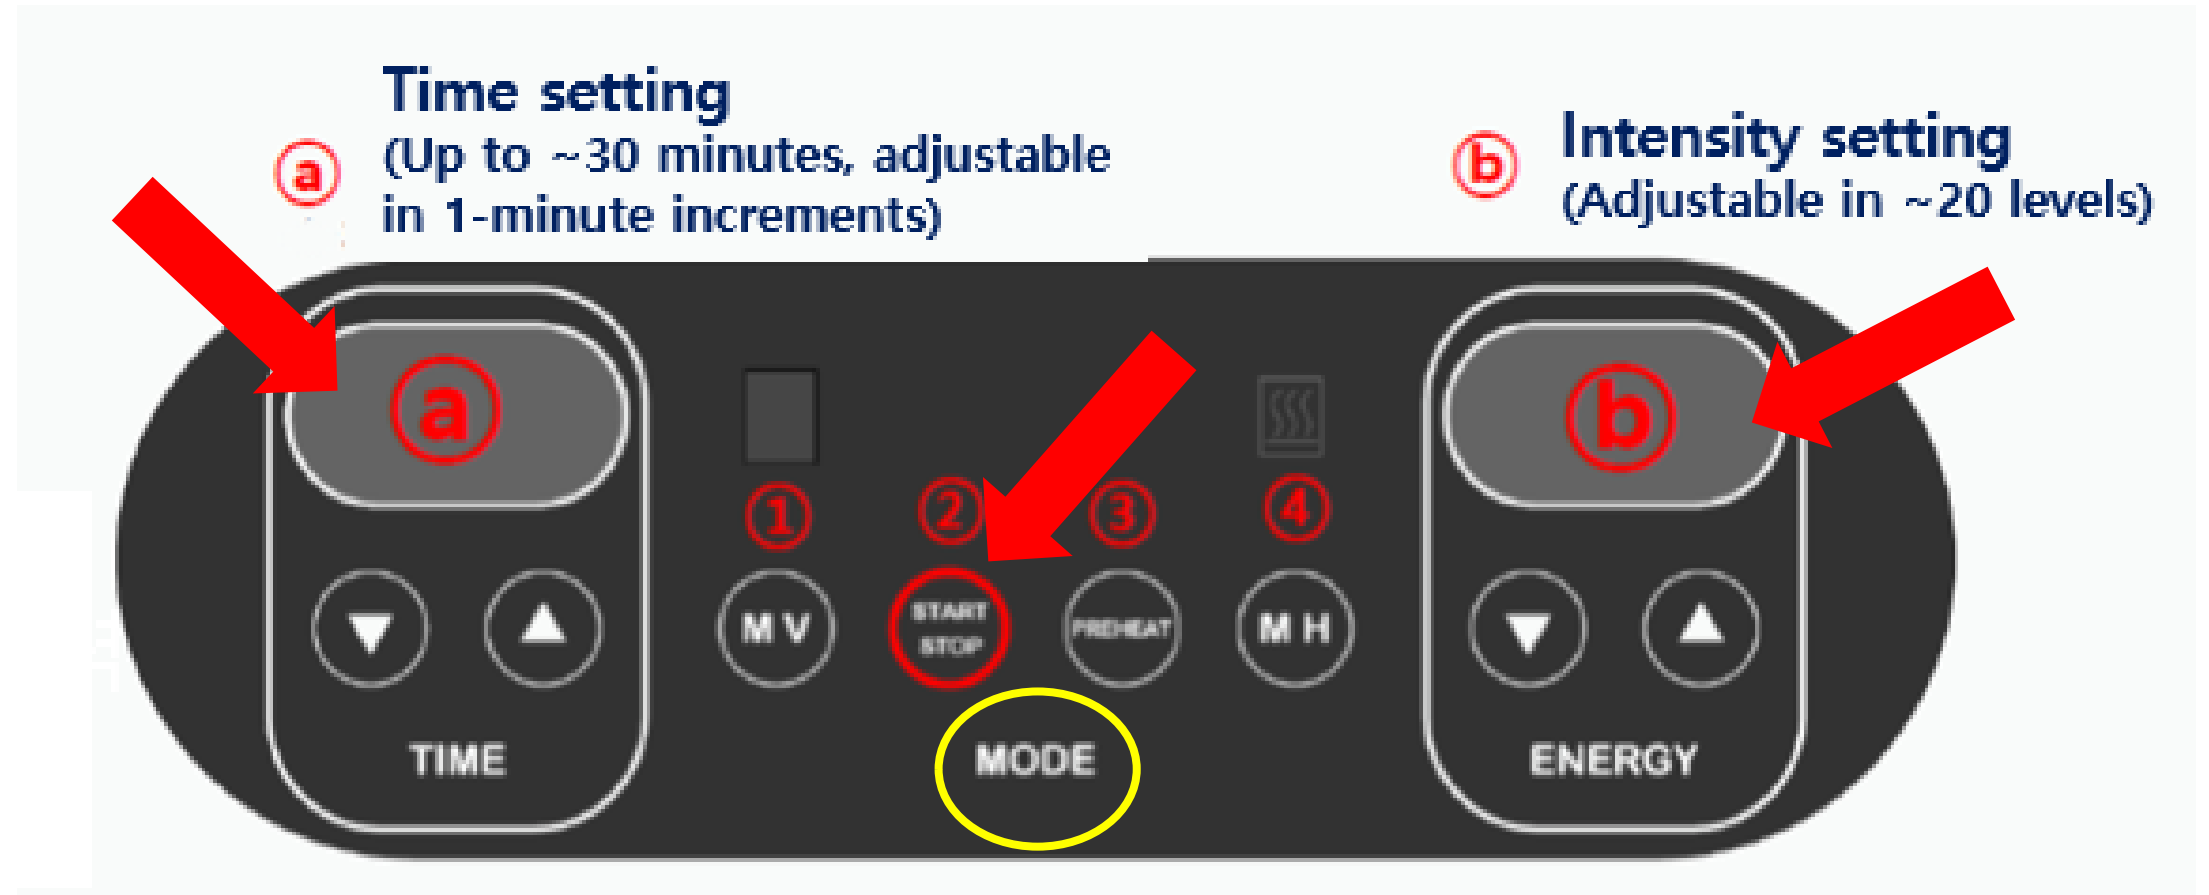 Time setting
ⓐ (Up to ~30 minutes, adjustable
in 1-minute increments)
ⓑ Intensity setting
(Adjustable in ~20 levels)
ⓐ
ⓑ
① ② ③ ④
M V
START
STOP
PREHEAT
M H
TIME
MODE
ENERGY